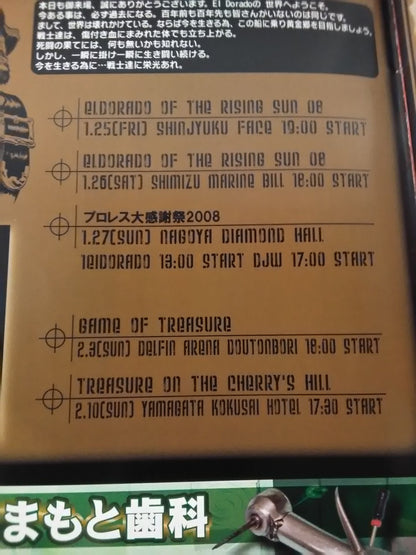 本日も御来場、誠にありがとうございます。El Doradoの 世界へようこそ。
今ある事は、必ず過去になる。百年前も百年先も皆さんがいないのは同じです。
まして、世界は壊れかけている。ならば今を生きる為、この船に乗り黄金郷を目指しましょう。
戦士達は、傷付き血にまみれた体でも立ち上がる。
死闘の果てには、何も無いかも知れない。
しかし、一瞬に掛け一瞬に生き闘い続ける。
今を生きる為に…戦士達に栄光あれ。
ELDORADO OF THE RISING SUN 08
1.25(FRI) SHINJYUKU FACE 19:00 START
ELDORADO OF THE RISING SUN 08
1.26(SAT) SHIMIZU MARINE BILL 18:00 START
プロレス大感謝祭2008
1.27(SUN) NAGOYA DIAMOND HALL
1ELDORADO 13:00 START DJW 17:00 START
GAME OF TREASURE
2.3(SUN) DELFIN ARENA DOUTONBORI 18:00 START
TREASURE ON THE CHERRY'S HILL
2.10(SUN) YAMAGATA KOKUSAI HOTEL 17:30 START
まもと歯科